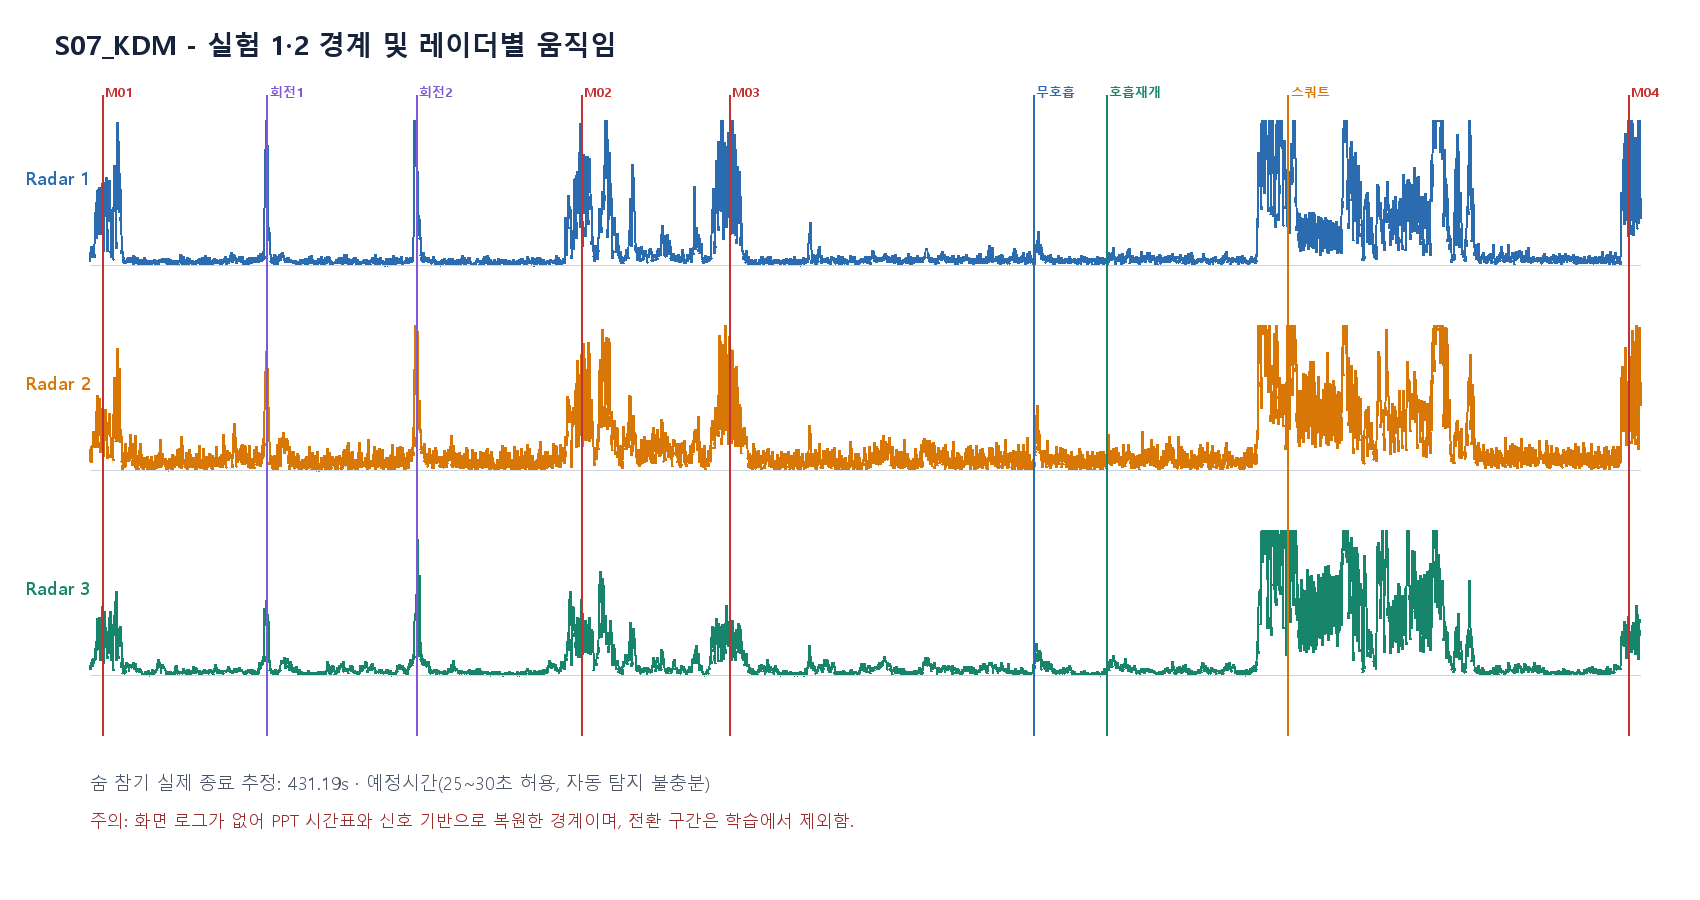 S07_KDM - 실험 1·2 경계 및 레이더별 움직임
M01 회전1 회전2 M02 M03 무호흡 호흡재개 스쿼트 M04
Radar 1
Radar 2
Radar 3
숨 참기 실제 종료 추정: 431.19s · 예정시간(25~30초 허용, 자동 탐지 불충분)
주의: 화면 로그가 없어 PPT 시간표와 신호 기반으로 복원한 경계이며, 전환 구간은 학습에서 제외함.